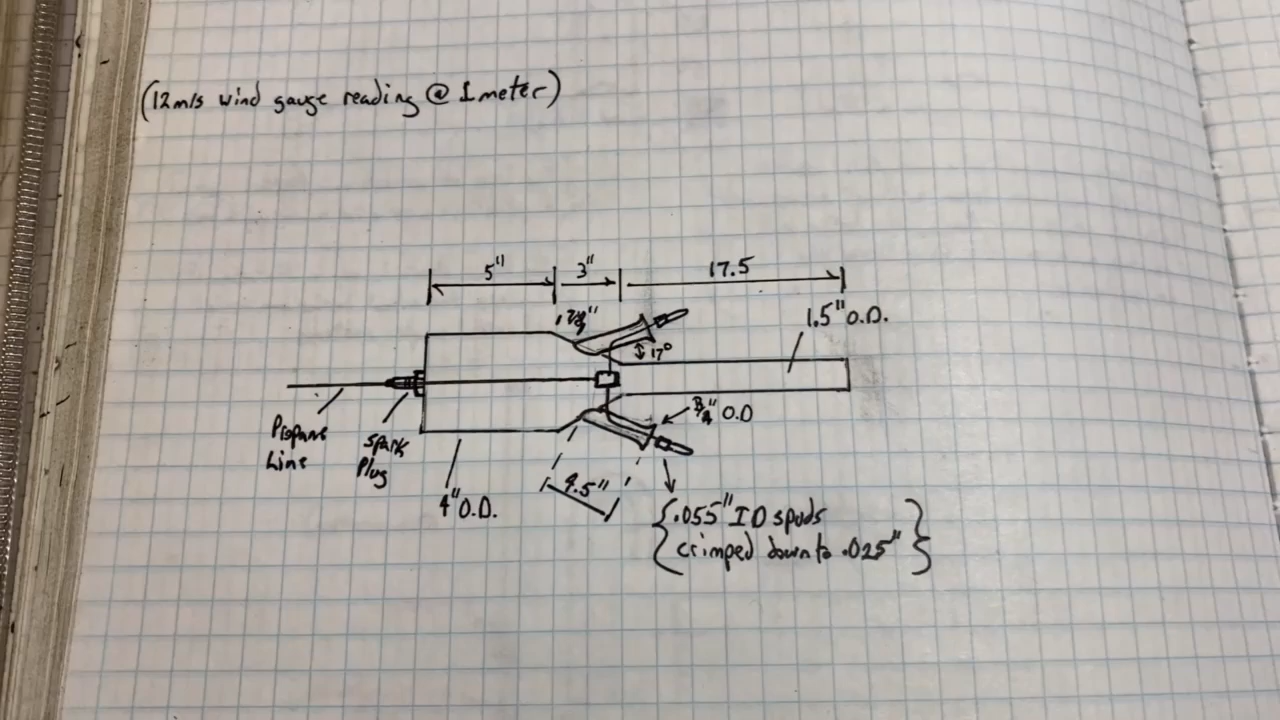 (12m/s wind gauge reading @ 1 meter)
5"
3"
17.5
1.5" O.D.
17°
3/4" O.D
Propane
Line
Spark
Plug
4" O.D.
4.5"
.055" ID spuds
crimped down to .025"